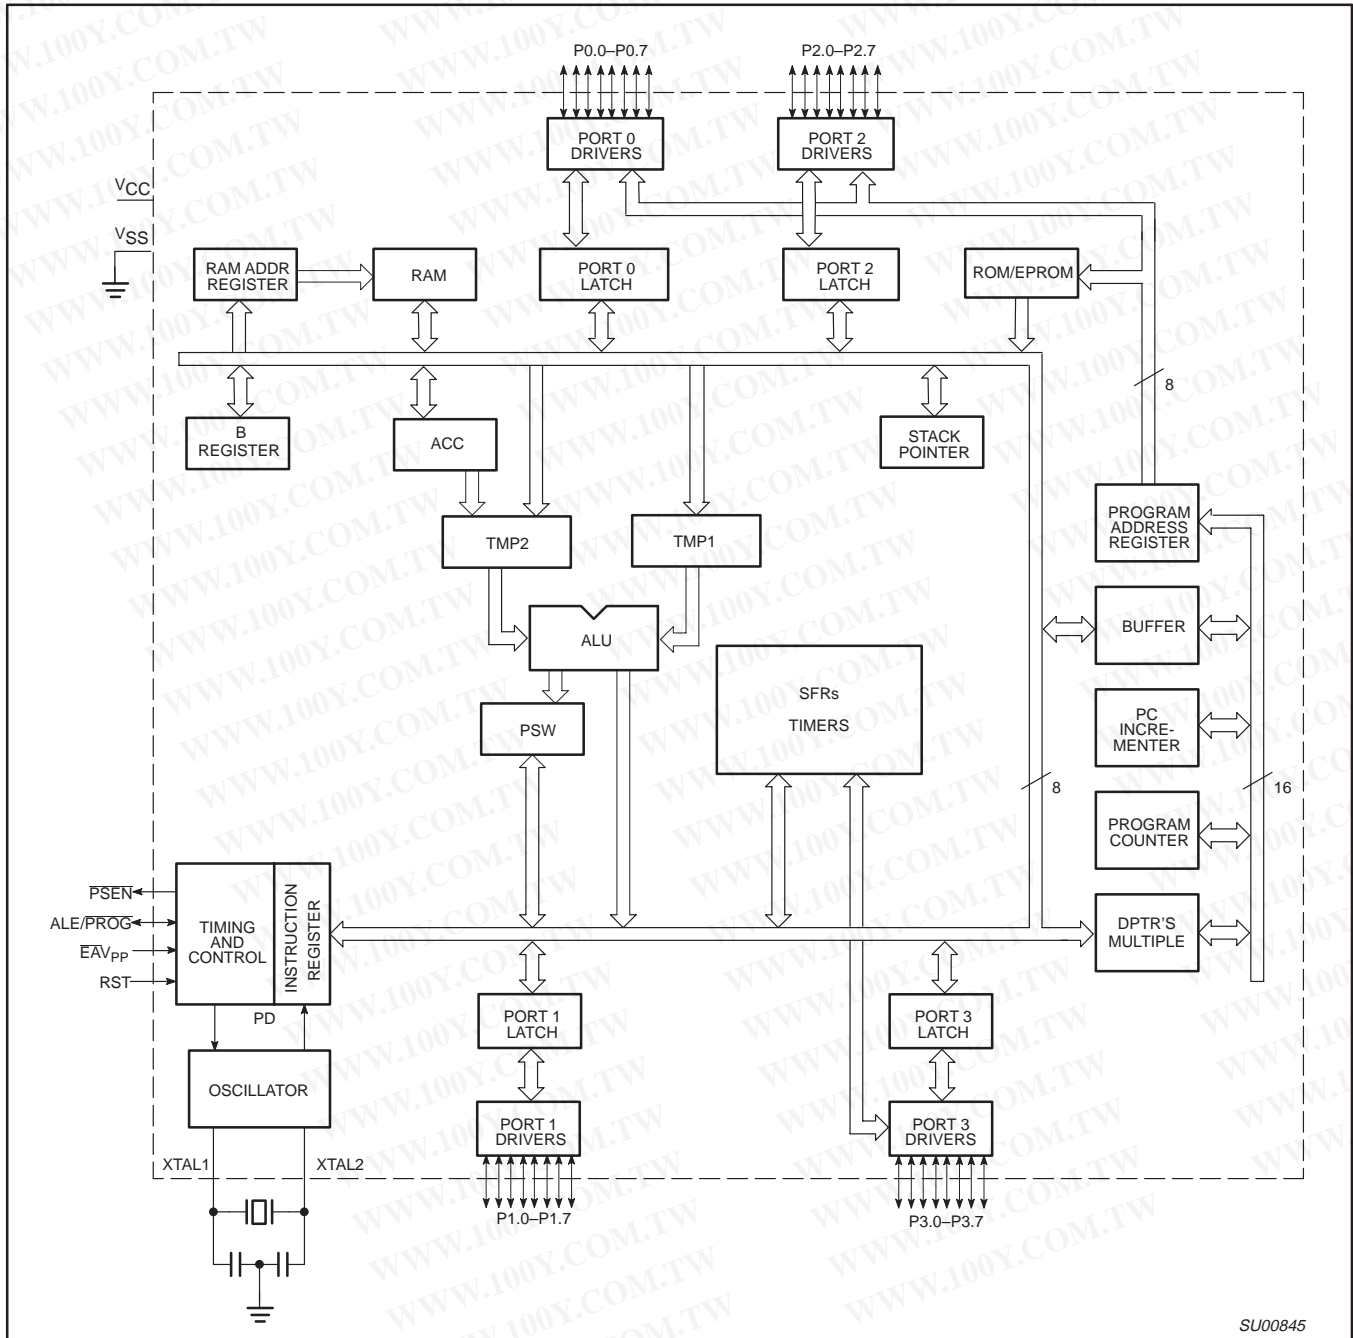 P0.0–P0.7
P2.0–P2.7
PORT 0
DRIVERS
PORT 2
DRIVERS
VCC
VSS
RAM ADDR
REGISTER
RAM
PORT 0
LATCH
PORT 2
LATCH
ROM/EPROM
8
B
REGISTER
ACC
STACK
POINTER
TMP2
TMP1
PROGRAM
ADDRESS
REGISTER
ALU
BUFFER
SFRs
TIMERS
PSW
PC
INCRE-
MENTER
8
16
PROGRAM
COUNTER
PSEN
ALE/PROG
EAVPP
RST
TIMING
AND
CONTROL
INSTRUCTION
REGISTER
DPTR'S
MULTIPLE
PD
PORT 1
LATCH
PORT 3
LATCH
OSCILLATOR
PORT 1
DRIVERS
PORT 3
DRIVERS
XTAL1
XTAL2
P1.0–P1.7
P3.0–P3.7
SU00845
WWW.100Y.COM.TW